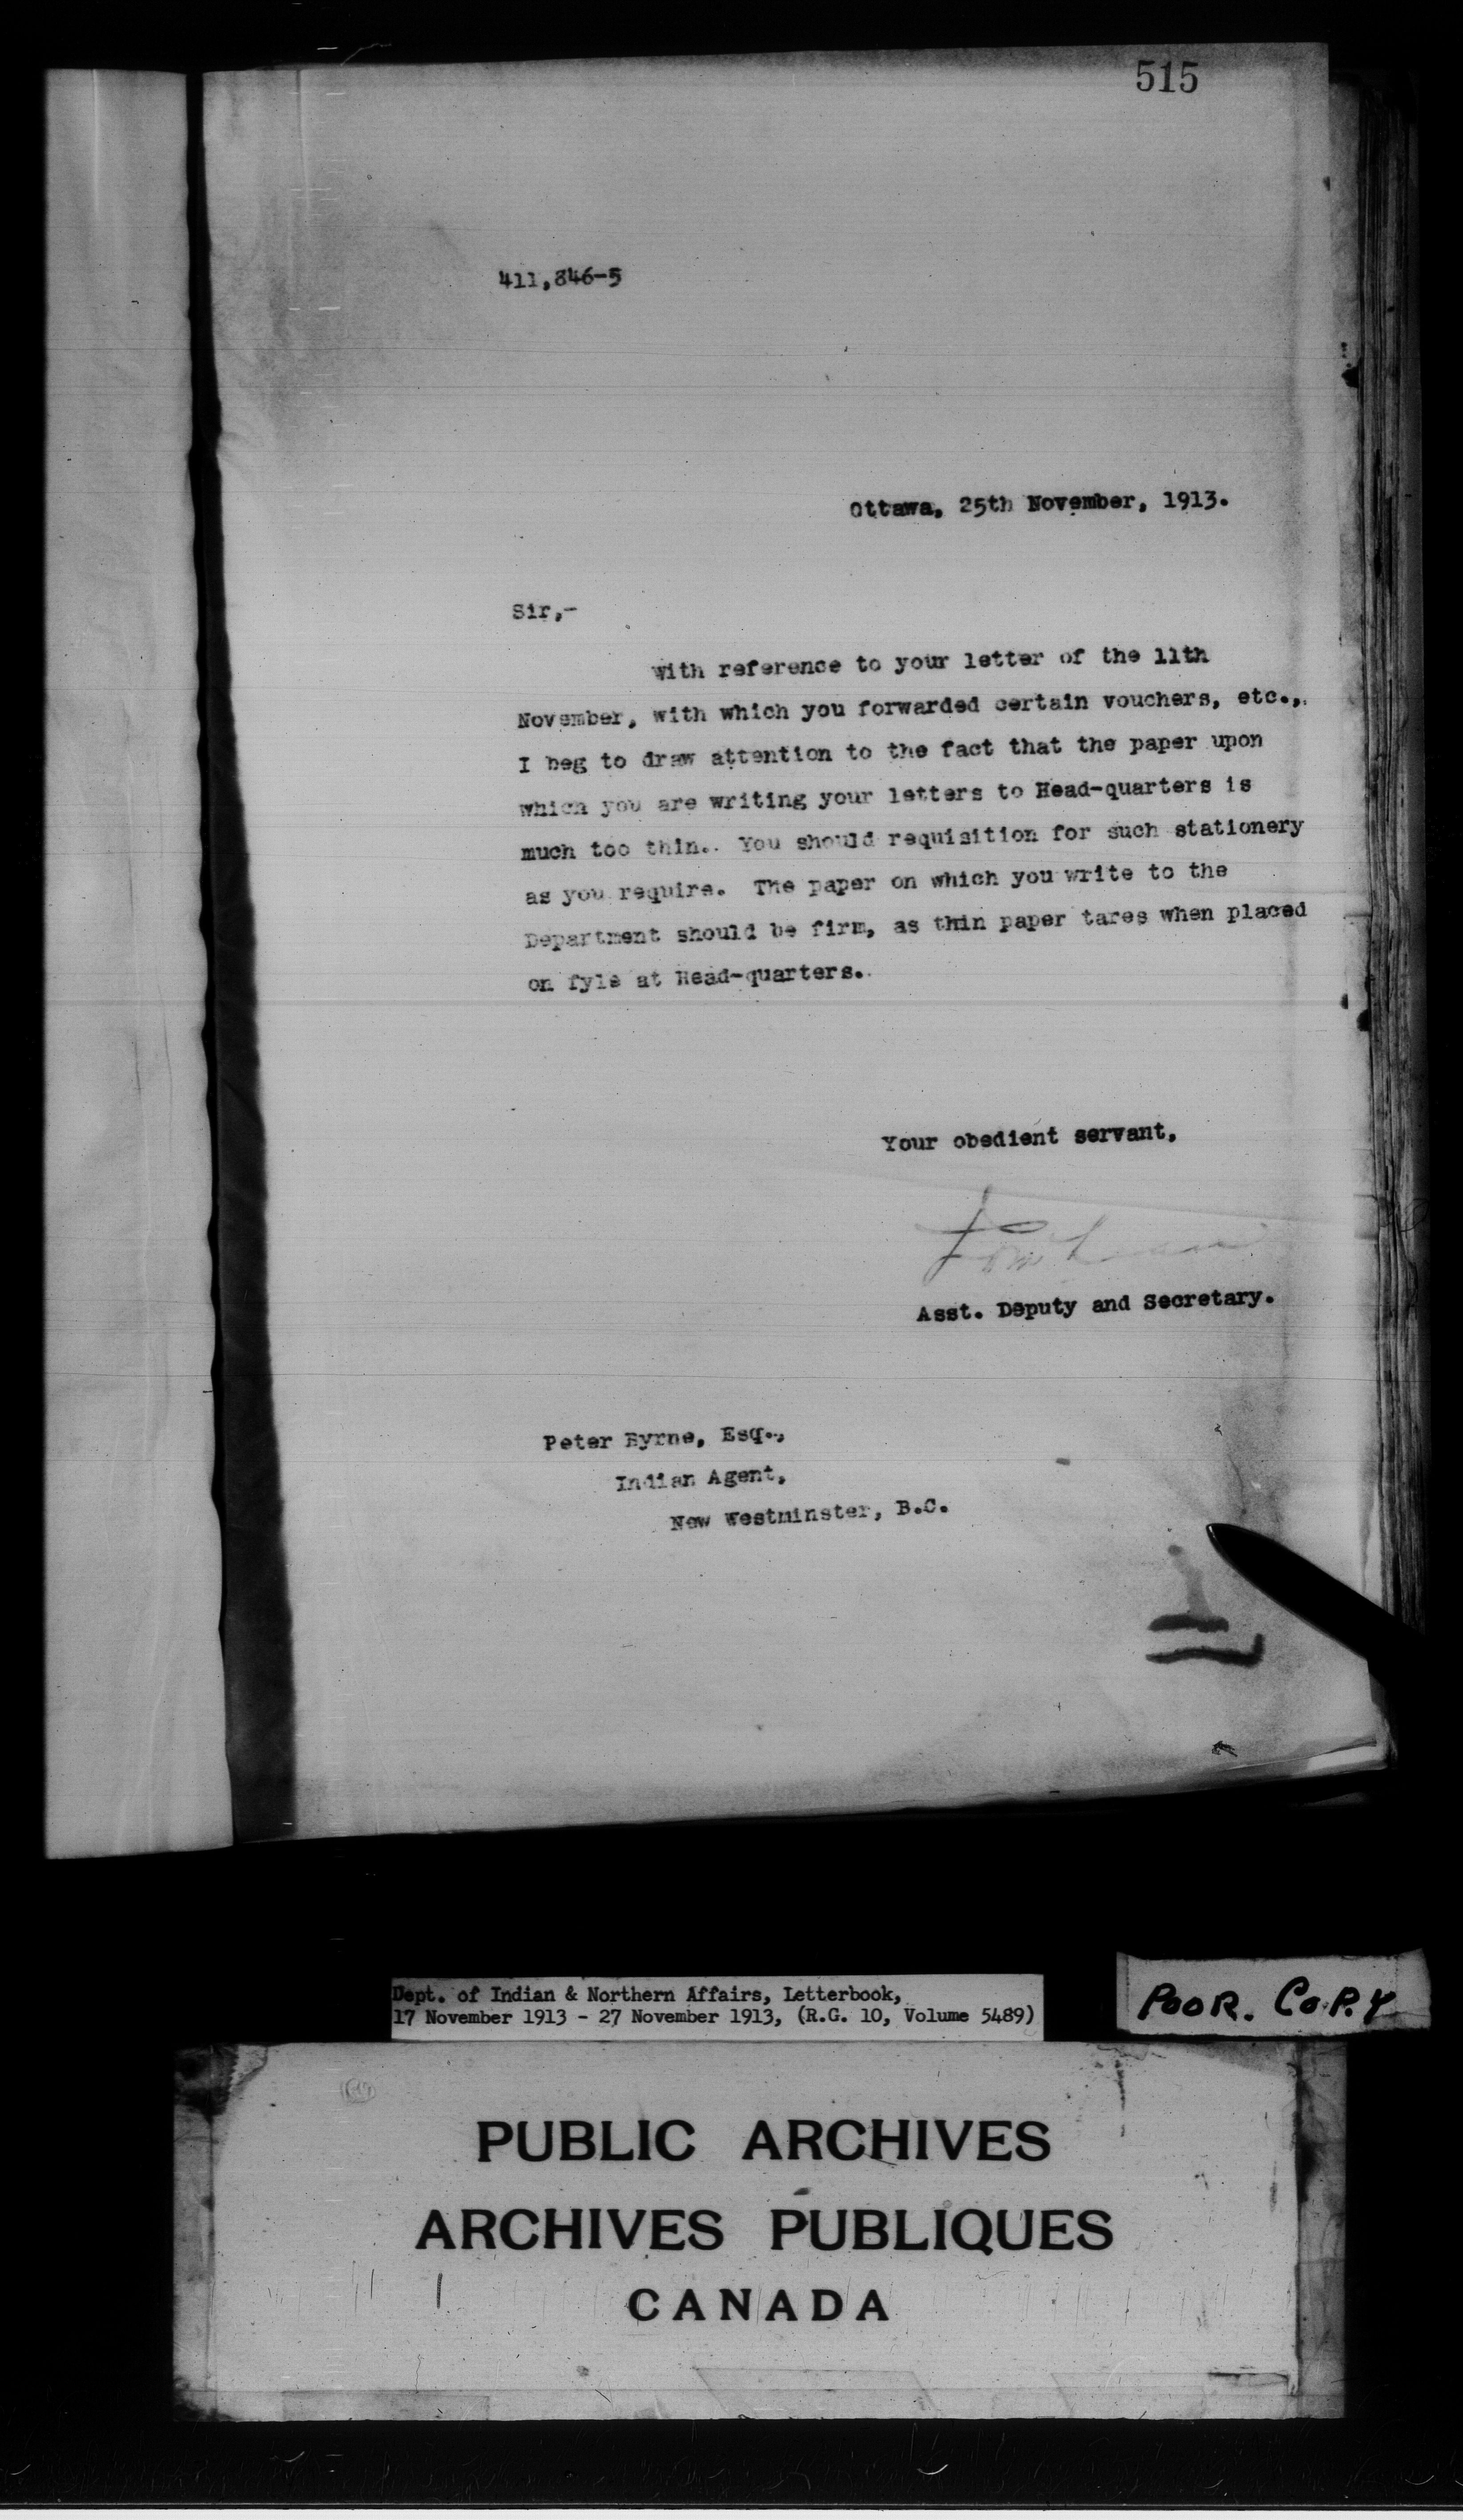 515
411,846-5
Ottawa, 25th November, 1913.
Sir,-
With reference to your letter of the 11th
November, with which you forwarded certain vouchers, etc.,
I beg to draw attention to the fact that the paper upon
which you are writing your letters to Head-quarters is
much too thin. You should requisition for such stationery
as you require. The paper on which you write to the
Department should be firm, as thin paper tares when placed
on fyle at Head-quarters.
Your obedient servant,
Asst. Deputy and Secretary.
Peter Byrne, Esq.,
Indian Agent,
New Westminster, B.C.
Dept. of Indian & Northern Affairs, Letterbook,
17 November 1913 - 27 November 1913, (R.G. 10, Volume 5489)
POOR. COPY
PUBLIC ARCHIVES
ARCHIVES PUBLIQUES
CANADA